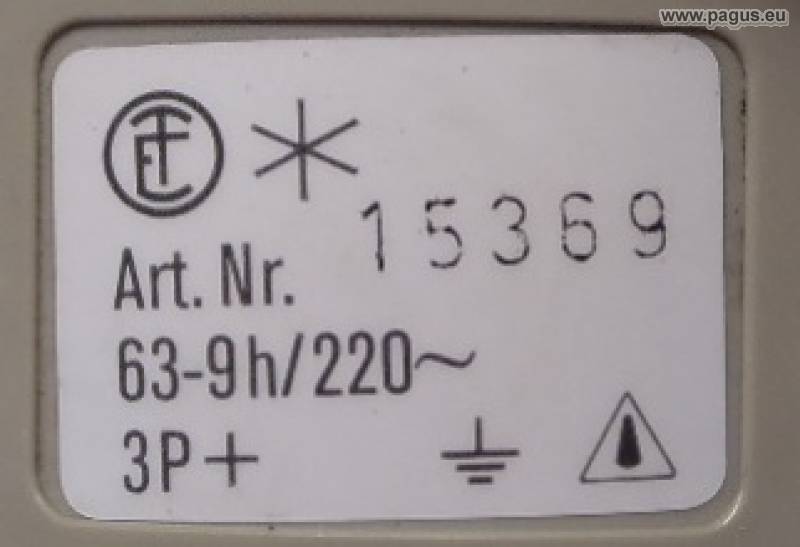 www.pagus.eu
15369
Art. Nr.
63-9h/220~
3P+